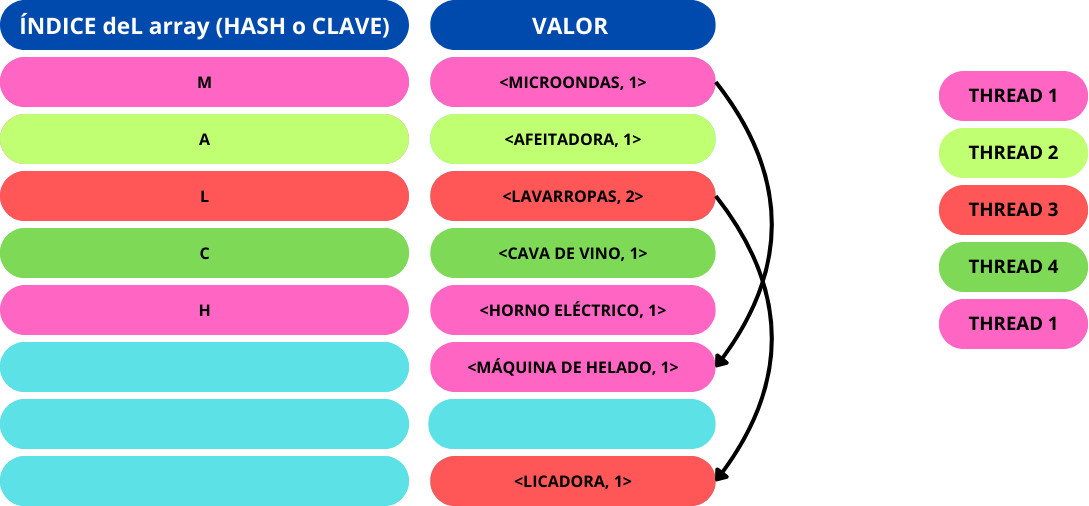 ÍNDICE deL array (HASH o CLAVE) VALOR
M <MICROONDAS, 1> THREAD 1
A <AFEITADORA, 1> THREAD 2
L <LAVARROPAS, 2> THREAD 3
C <CAVA DE VINO, 1> THREAD 4
H <HORNO ELÉCTRICO, 1> THREAD 1
<MÁQUINA DE HELADO, 1>
<LICADORA, 1>